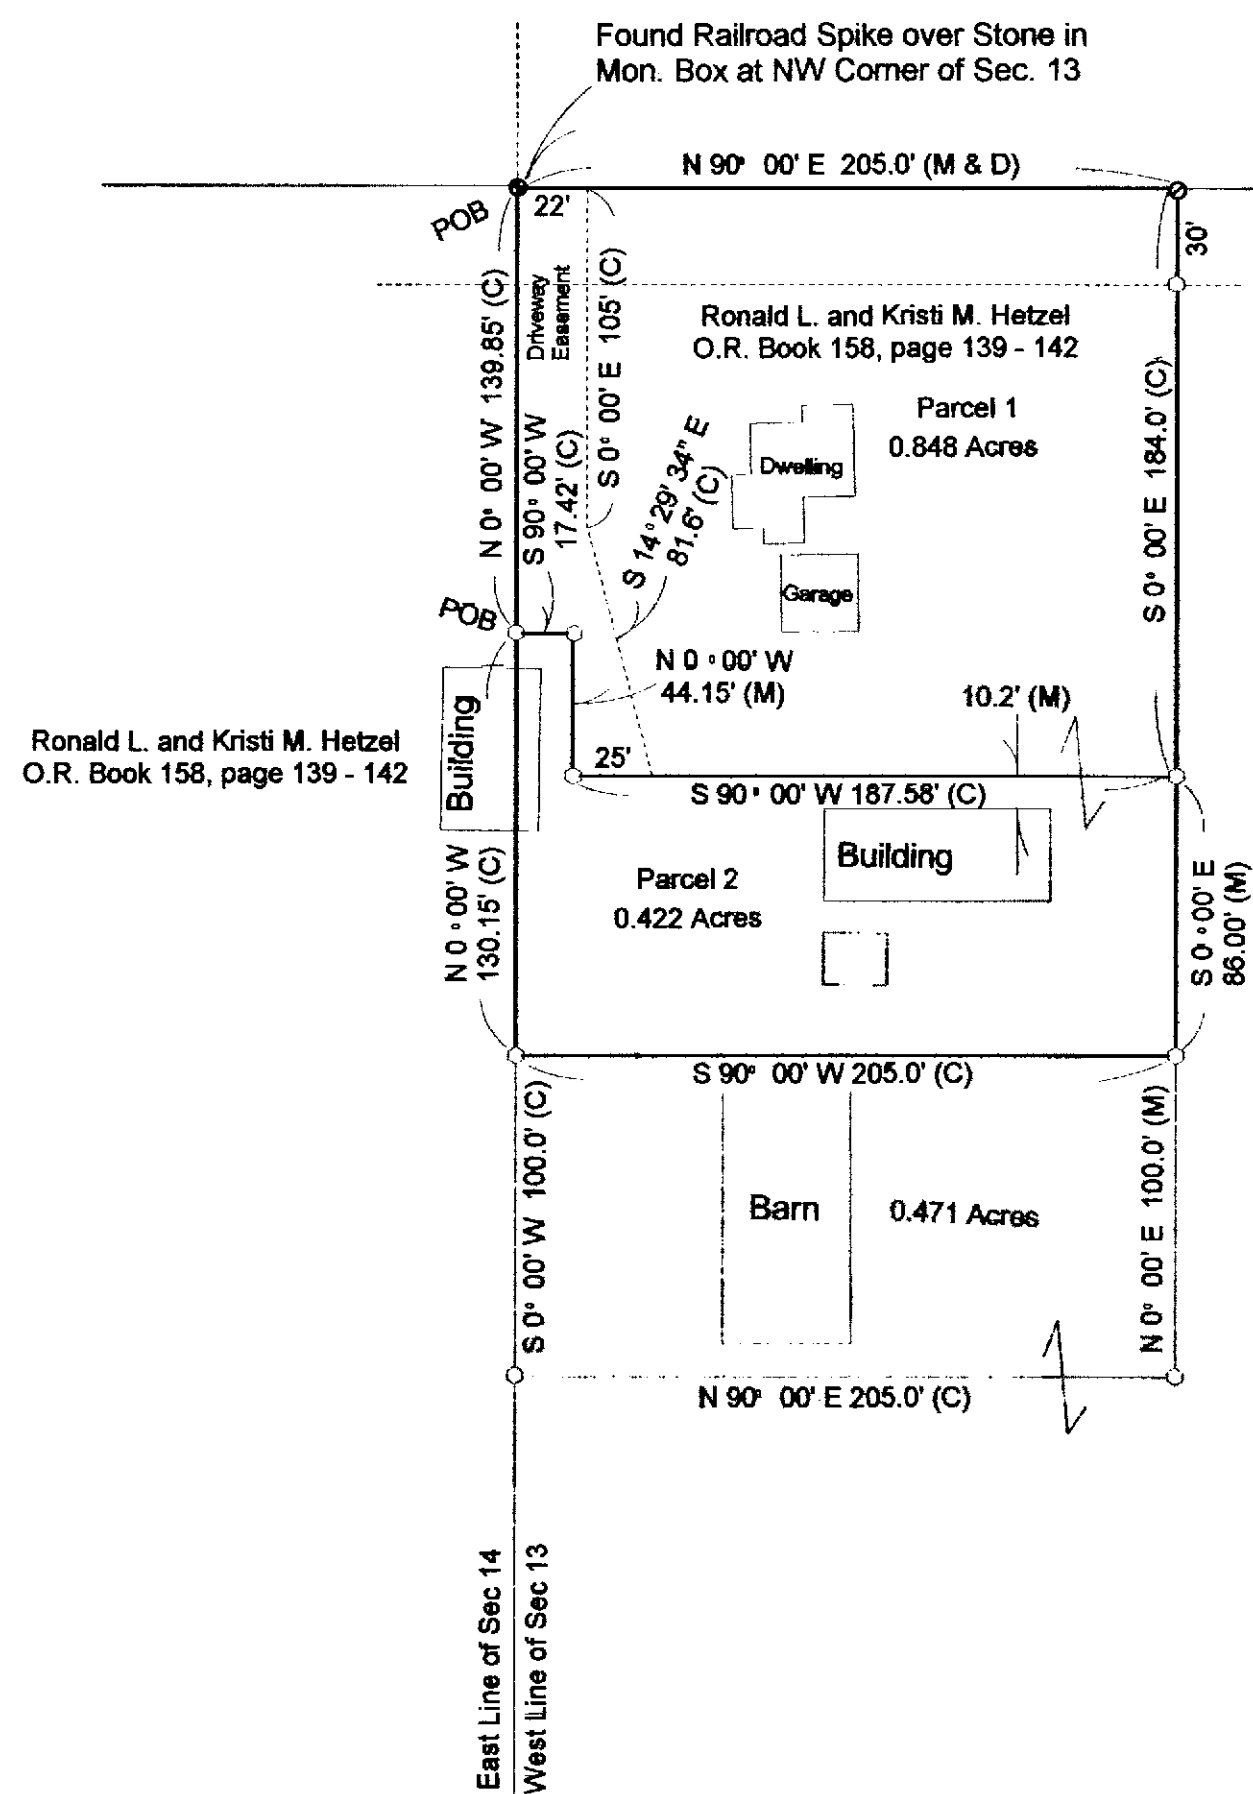 Found Railroad Spike over Stone in
Mon. Box at NW Corner of Sec. 13
N 90° 00' E 205.0' (M & D)
POB
22'
30'
N 0° 00' W 139.85' (C)
Driveway
Easement
S 0° 00' E 105' (C)
Ronald L. and Kristi M. Hetzel
O.R. Book 158, page 139 - 142
Parcel 1
0.848 Acres
S 0° 00' E 184.0' (C)
S 90° 00' W
17.42' (C)
S 14° 29' 34" E
81.6' (C)
Dwelling
Garage
POB
N 0° 00' W
44.15' (M)
10.2' (M)
Ronald L. and Kristi M. Hetzel
O.R. Book 158, page 139 - 142
Building
25'
S 90° 00' W 187.58' (C)
Building
N 0° 00' W
130.15' (C)
Parcel 2
0.422 Acres
S 0° 00' E
86.00' (M)
S 90° 00' W 205.0' (C)
S 0° 00' W 100.0' (C)
Barn
0.471 Acres
N 0° 00' E 100.0' (M)
N 90° 00' E 205.0' (C)
East Line of Sec 14
West Line of Sec 13